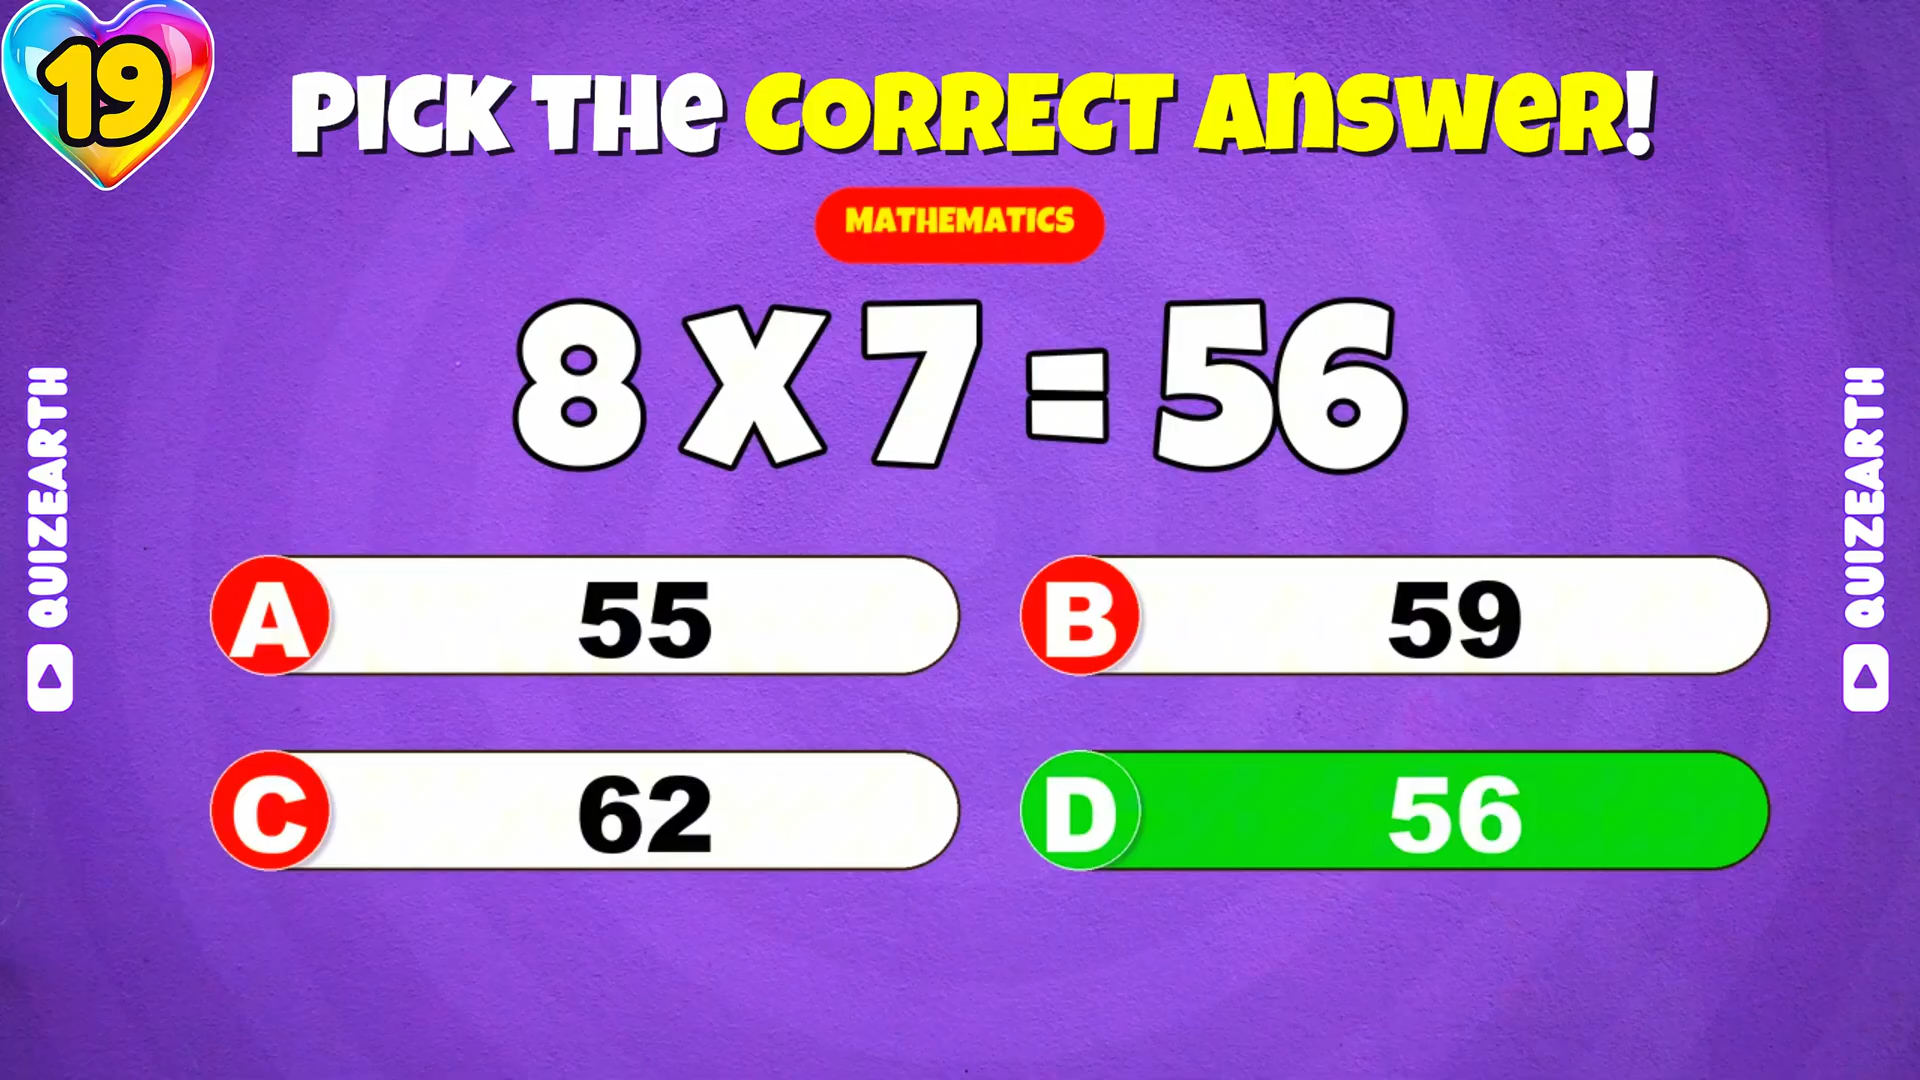 19
PICK THE CORRECT ANSWER!
MATHEMATICS
8 X 7 = 56
A 55
B 59
C 62
D 56
QUIZEARTH
QUIZEARTH